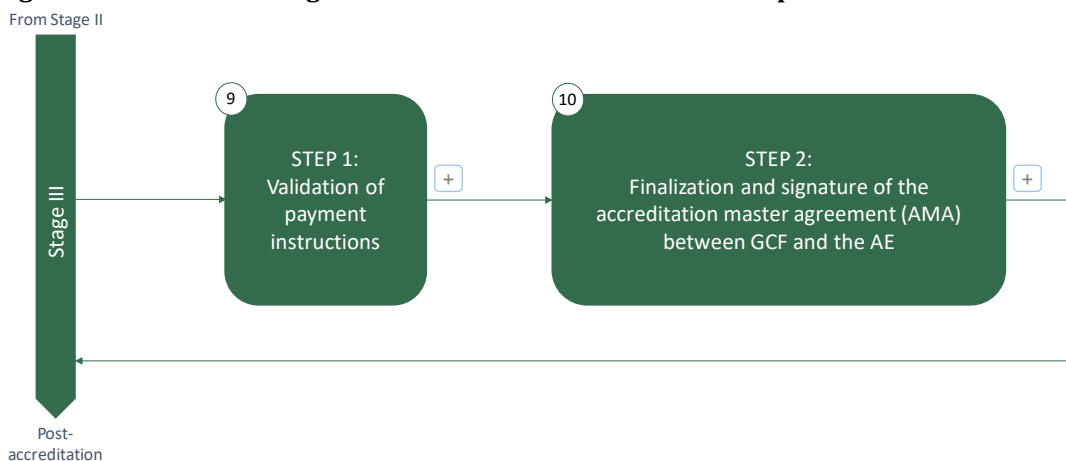 From Stage II
Stage III
9
STEP 1:
Validation of
payment
instructions
+
10
STEP 2:
Finalization and signature of the
accreditation master agreement (AMA)
between GCF and the AE
+
Post-
accreditation